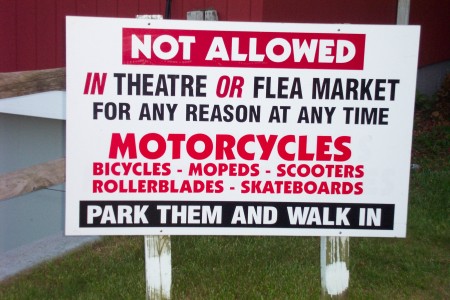 NOT ALLOWED
IN THEATRE OR FLEA MARKET
FOR ANY REASON AT ANY TIME
MOTORCYCLES
BICYCLES - MOPEDS - SCOOTERS
ROLLERBLADES - SKATEBOARDS
PARK THEM AND WALK IN